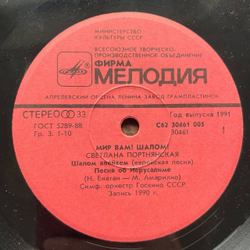 МИНИСТЕРСТВО
КУЛЬТУРЫ СССР
ВСЕСОЮЗНОЕ ТВОРЧЕСКО-
ПРОИЗВОДСТВЕННОЕ ОБЪЕДИНЕНИЕ
ФИРМА
МЕЛОДИЯ
АПРЕЛЕВСКИЙ ОРДЕНА ЛЕНИНА ЗАВОД ГРАМПЛАСТИНОК
СТЕРЕО 33
Год выпуска 1991
ГОСТ 5289-88
Гр. 3. 1-10
С62 30461 005
30461
1
МИР ВАМ! ШАЛОМ!
СВЕТЛАНА ПОРТНЯНСКАЯ
Шалом алейхем (еврейская песня)
Песня об Иерусалиме
Симф. оркестр Госкино СССР.
Запись 1990 г.